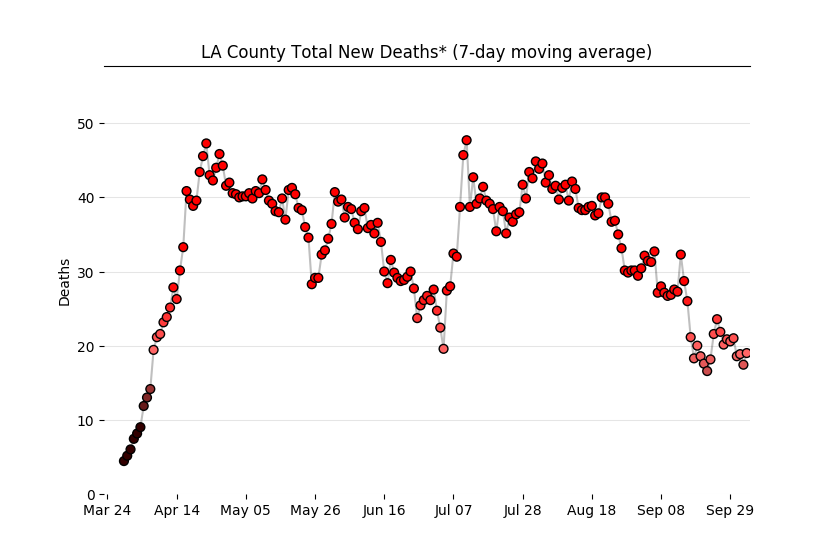 LA County Total New Deaths* (7-day moving average)
50
40
30
20
10
0
Deaths
Mar 24 Apr 14 May 05 May 26 Jun 16 Jul 07 Jul 28 Aug 18 Sep 08 Sep 29